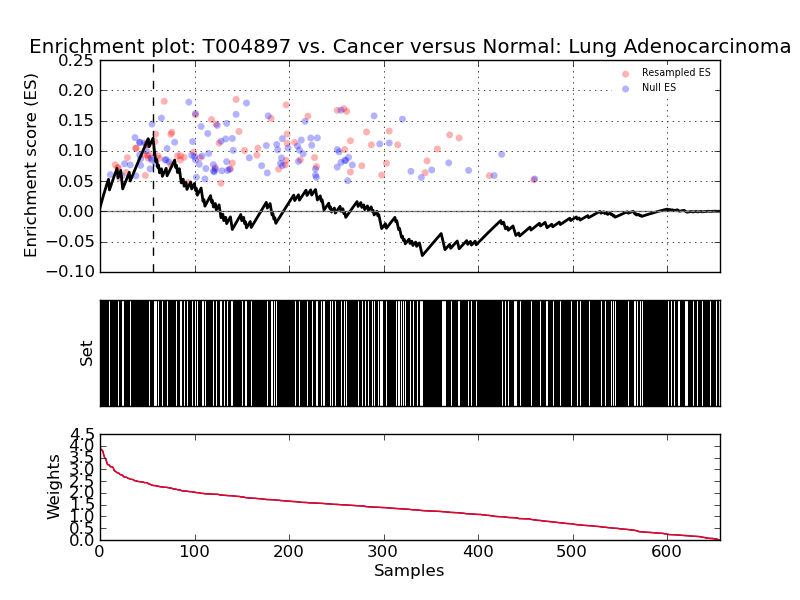 Enrichment plot: T004897 vs. Cancer versus Normal: Lung Adenocarcinoma
Enrichment score (ES)
0.25
0.20
0.15
0.10
0.05
0.00
−0.05
−0.10
Resampled ES
Null ES
Set
Weights
4.5
4.0
3.5
3.0
2.5
2.0
1.5
1.0
0.5
0.0
0 100 200 300 400 500 600
Samples